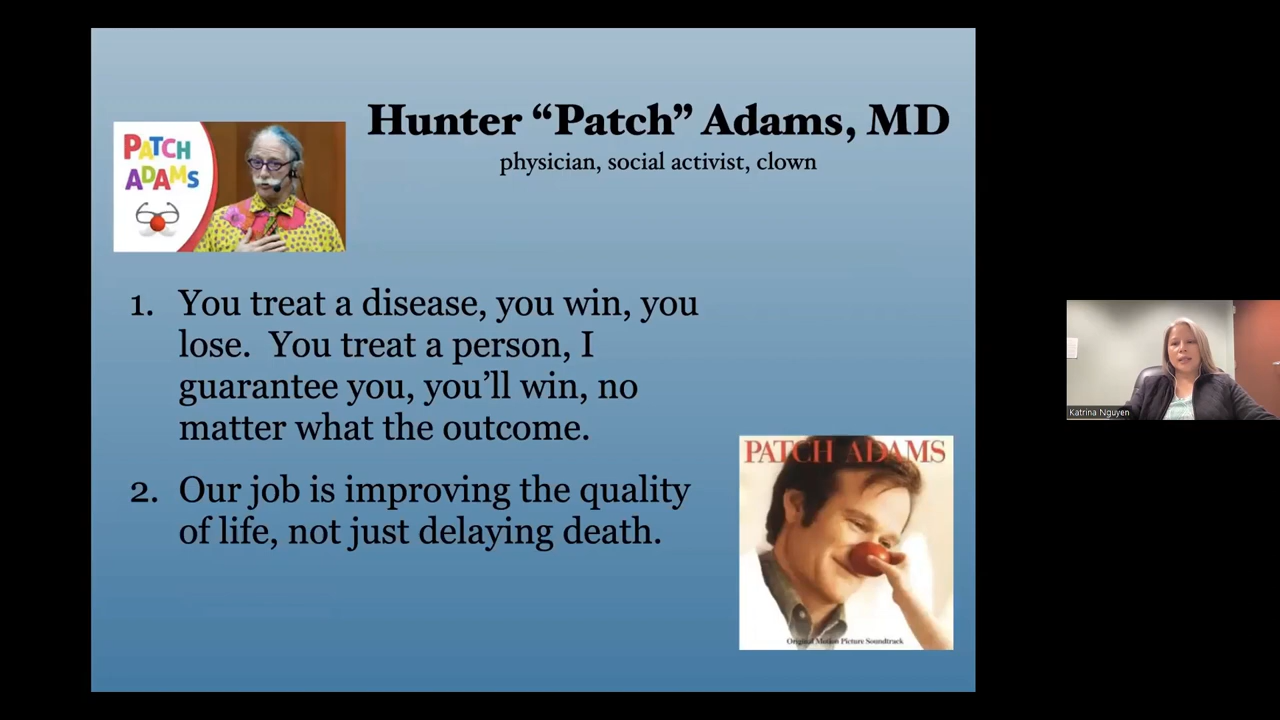 Hunter “Patch” Adams, MD
physician, social activist, clown
PATCH
ADAMS
1. You treat a disease, you win, you
lose. You treat a person, I
guarantee you, you’ll win, no
matter what the outcome.
2. Our job is improving the quality
of life, not just delaying death.
PATCH ADAMS
Original Motion Picture Soundtrack
Katrina Nguyen